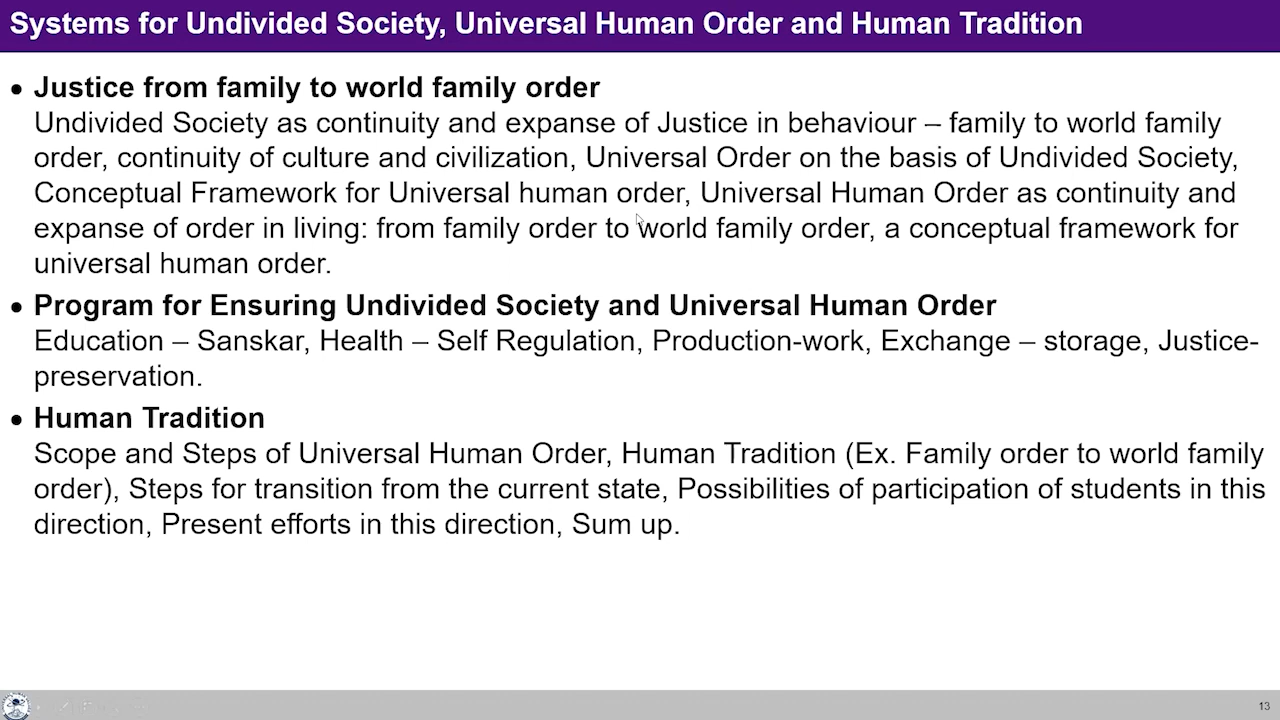 Systems for Undivided Society, Universal Human Order and Human Tradition
• Justice from family to world family order
Undivided Society as continuity and expanse of Justice in behaviour – family to world family
order, continuity of culture and civilization, Universal Order on the basis of Undivided Society,
Conceptual Framework for Universal human order, Universal Human Order as continuity and
expanse of order in living: from family order to world family order, a conceptual framework for
universal human order.
• Program for Ensuring Undivided Society and Universal Human Order
Education – Sanskar, Health – Self Regulation, Production-work, Exchange – storage, Justice-
preservation.
• Human Tradition
Scope and Steps of Universal Human Order, Human Tradition (Ex. Family order to world family
order), Steps for transition from the current state, Possibilities of participation of students in this
direction, Present efforts in this direction, Sum up.
13